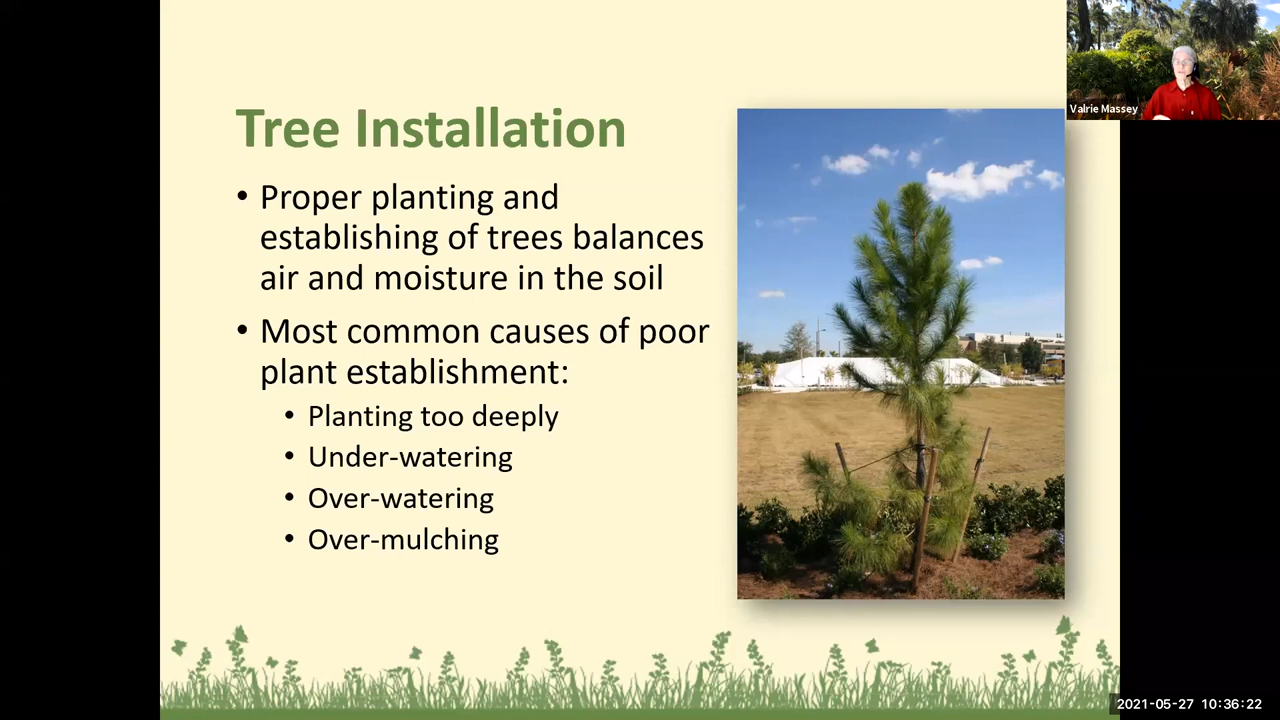 Valrie Massey
Tree Installation
• Proper planting and
establishing of trees balances
air and moisture in the soil
• Most common causes of poor
plant establishment:
• Planting too deeply
• Under-watering
• Over-watering
• Over-mulching
2021-05-27 10:36:22